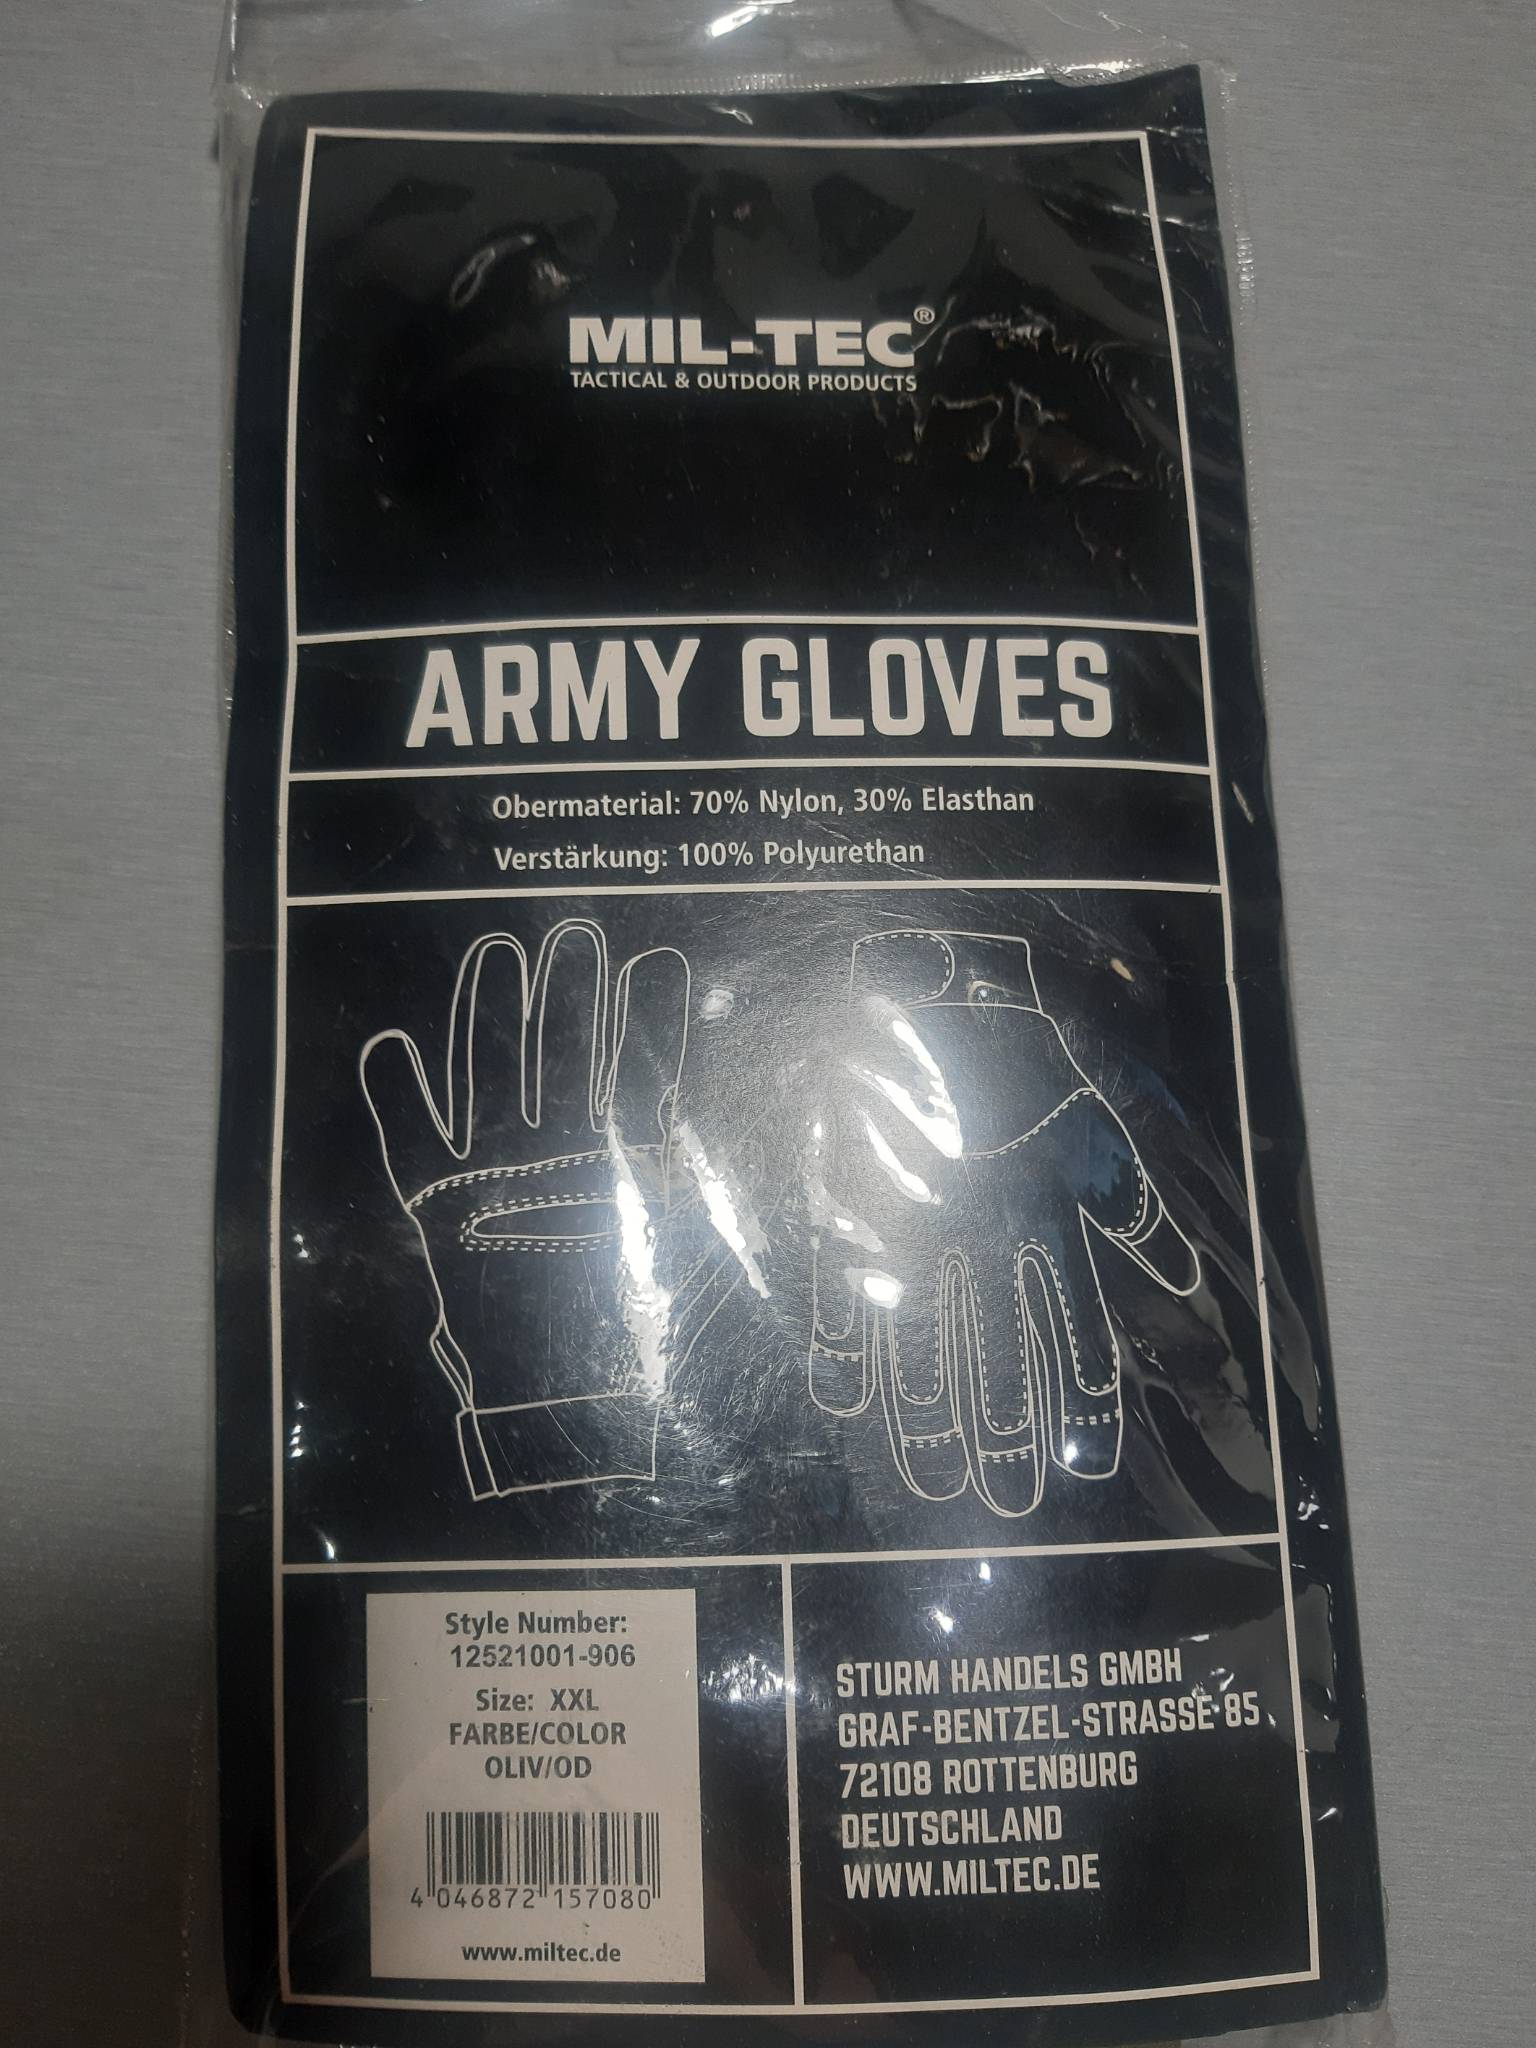 MIL-TEC®
TACTICAL & OUTDOOR PRODUCTS
ARMY GLOVES
Obermaterial: 70% Nylon, 30% Elasthan
Verstärkung: 100% Polyurethan
Style Number:
12521001-906
Size: XXL
FARBE/COLOR
OLIV/OD
4 046872 157080
www.miltec.de
STURM HANDELS GMBH
GRAF-BENTZEL-STRASSE 85
72108 ROTTENBURG
DEUTSCHLAND
WWW.MILTEC.DE